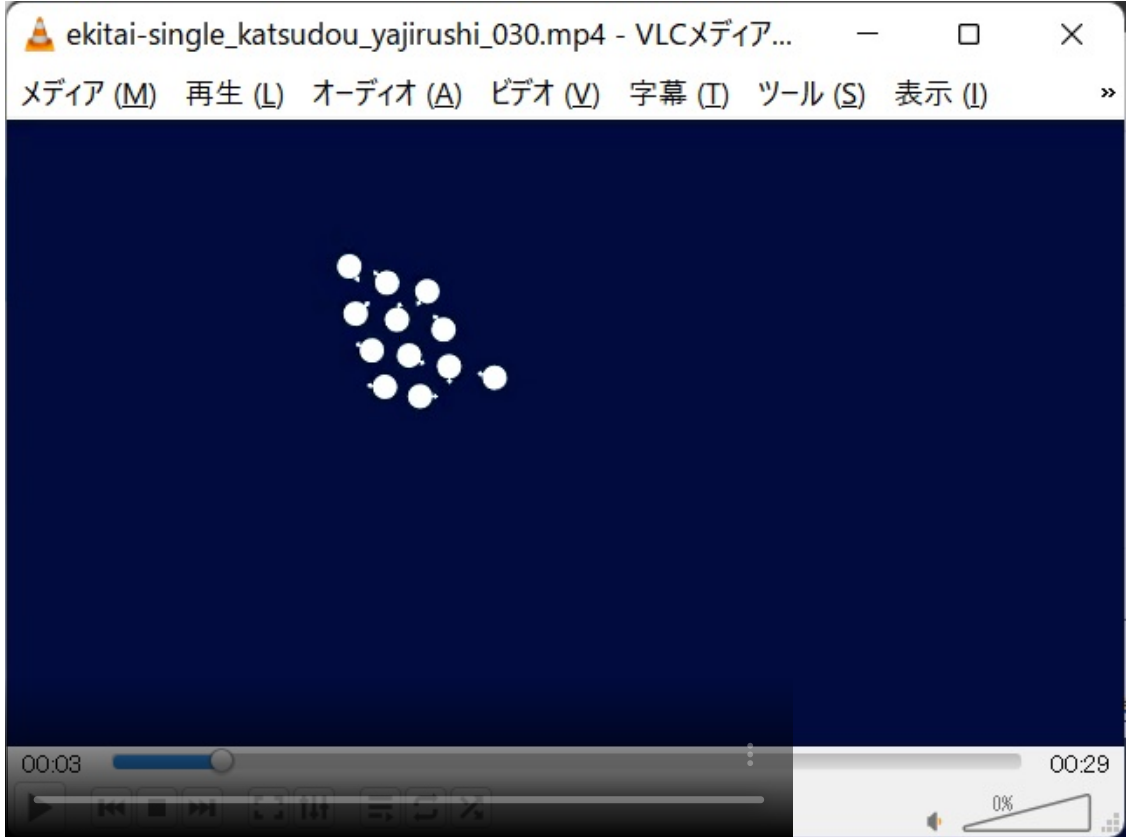 ekitai-single_katsudou_yajirushi_030.mp4 - VLCメディア...
メディア (M) 再生 (L) オーディオ (A) ビデオ (V) 字幕 (T) ツール (S) 表示 (I) »
00:03 00:29
0%